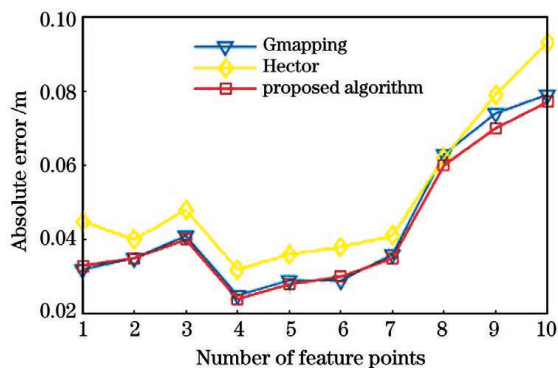 0.10
0.08
0.06
0.04
0.02
Absolute error /m
Gmapping
Hector
proposed algorithm
1 2 3 4 5 6 7 8 9 10
Number of feature points